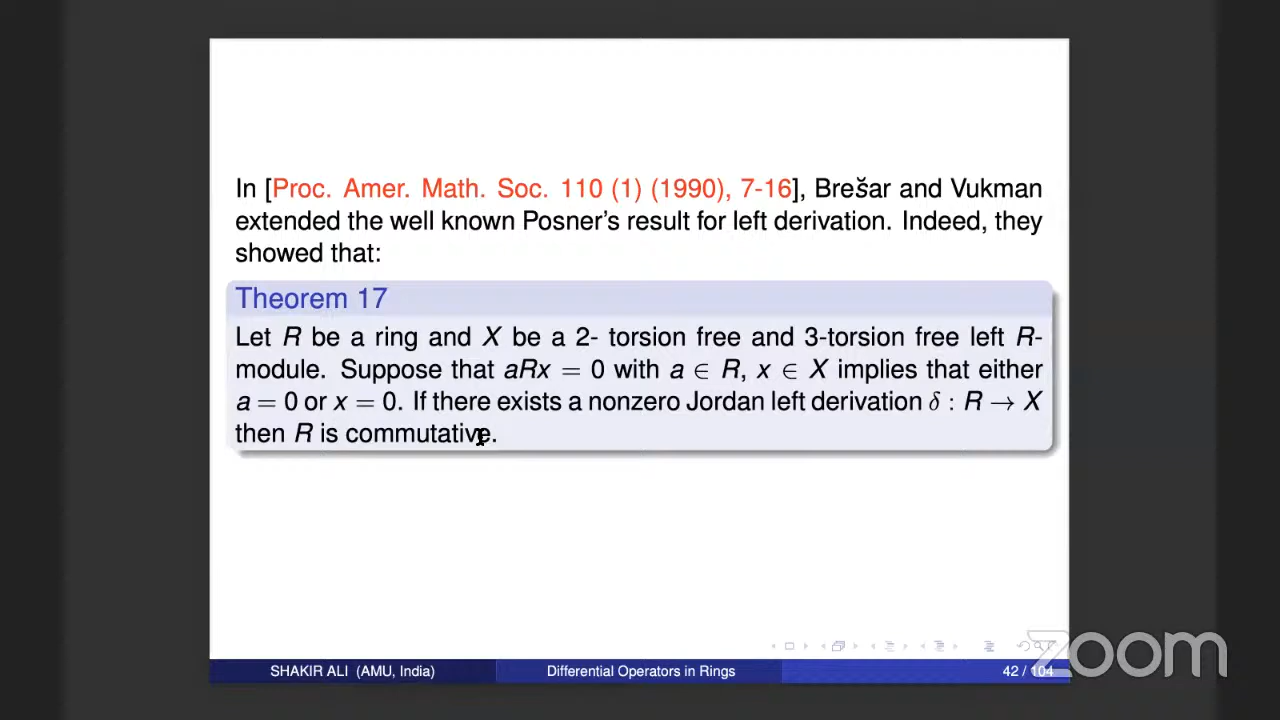 In [Proc. Amer. Math. Soc. 110 (1) (1990), 7-16], Brešar and Vukman
extended the well known Posner's result for left derivation. Indeed, they
showed that:
Theorem 17
Let R be a ring and X be a 2- torsion free and 3-torsion free left R-
module. Suppose that aRx = 0 with a ∈ R, x ∈ X implies that either
a = 0 or x = 0. If there exists a nonzero Jordan left derivation δ : R → X
then R is commutative.
SHAKIR ALI (AMU, India) Differential Operators in Rings 42 / 104
zoom